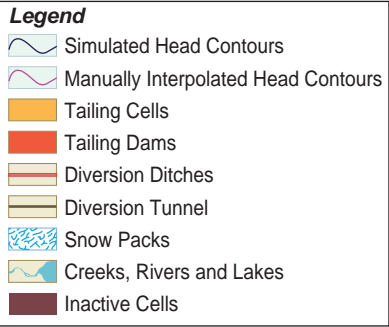 Legend
Simulated Head Contours
Manually Interpolated Head Contours
Tailing Cells
Tailing Dams
Diversion Ditches
Diversion Tunnel
Snow Packs
Creeks, Rivers and Lakes
Inactive Cells